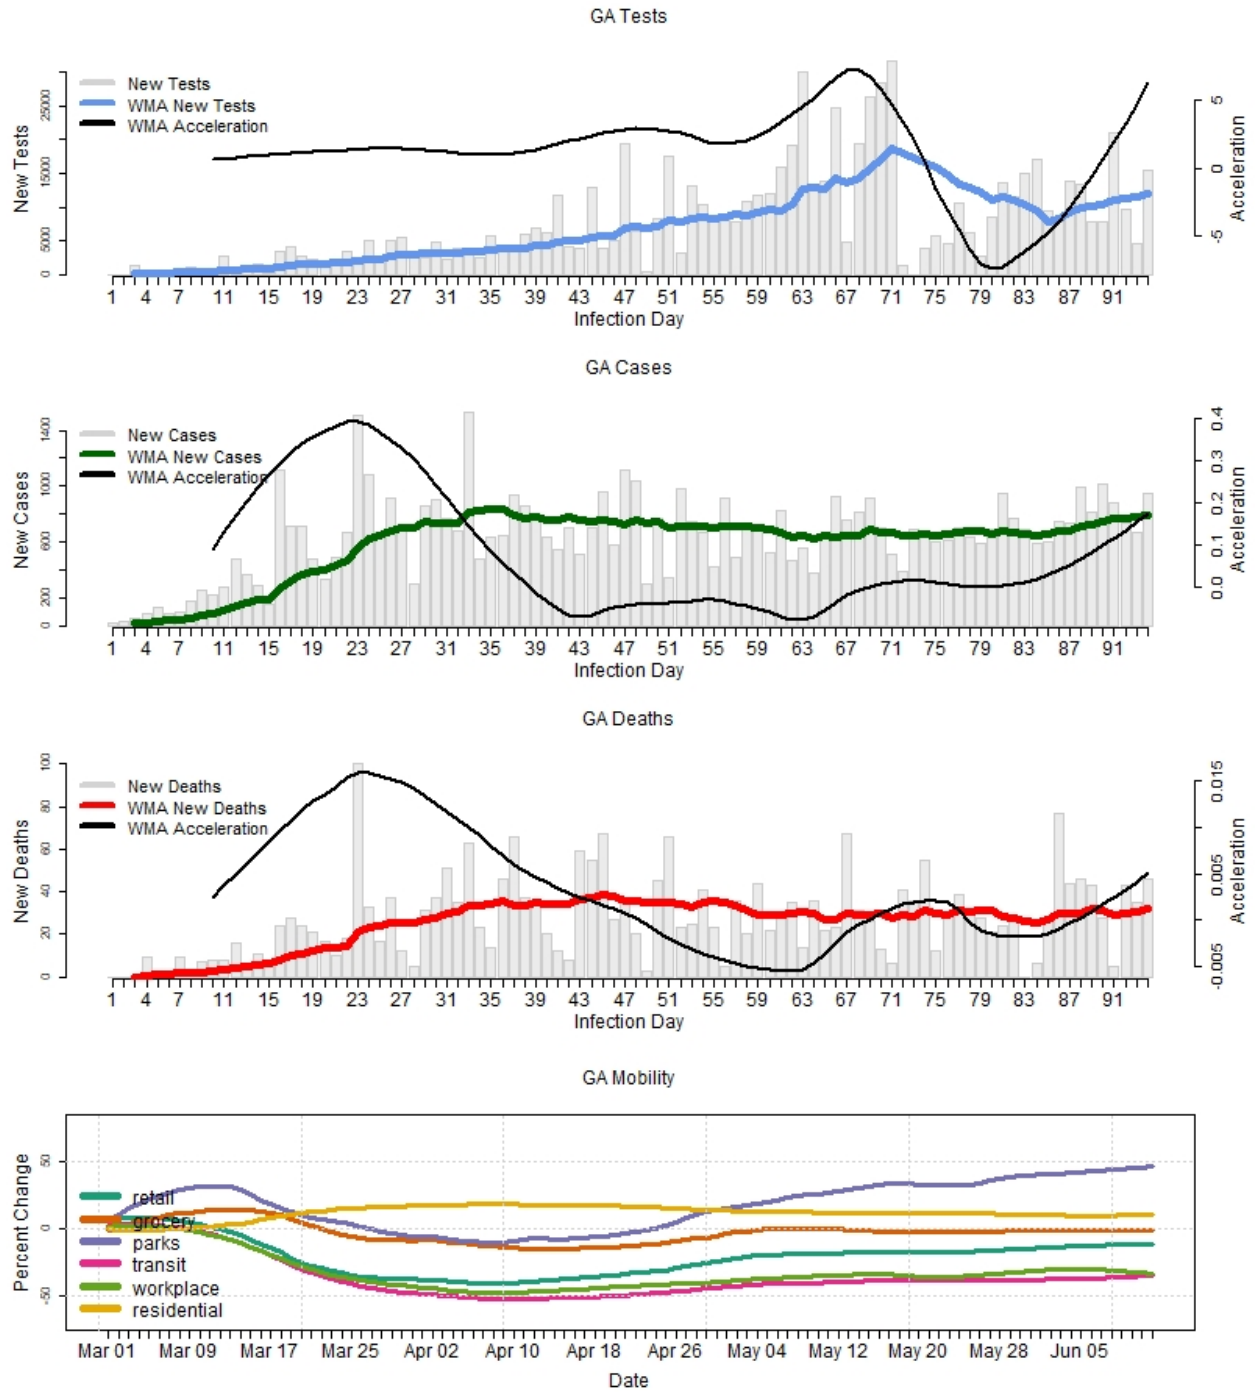 GA Tests
New Tests
WMA New Tests
WMA Acceleration
New Tests
0 5000 15000 25000
-5 0 5
Acceleration
1 4 7 11 15 19 23 27 31 35 39 43 47 51 55 59 63 67 71 75 79 83 87 91
Infection Day
GA Cases
New Cases
WMA New Cases
WMA Acceleration
New Cases
0 200 600 1000 1400
0.0 0.1 0.2 0.3 0.4
Acceleration
1 4 7 11 15 19 23 27 31 35 39 43 47 51 55 59 63 67 71 75 79 83 87 91
Infection Day
GA Deaths
New Deaths
WMA New Deaths
WMA Acceleration
New Deaths
0 20 40 60 80 100
-0.005 0.005 0.015
Acceleration
1 4 7 11 15 19 23 27 31 35 39 43 47 51 55 59 63 67 71 75 79 83 87 91
Infection Day
GA Mobility
retail
grocery
parks
transit
workplace
residential
Percent Change
-50 0 50
Mar 01 Mar 09 Mar 17 Mar 25 Apr 02 Apr 10 Apr 18 Apr 26 May 04 May 12 May 20 May 28 Jun 05
Date